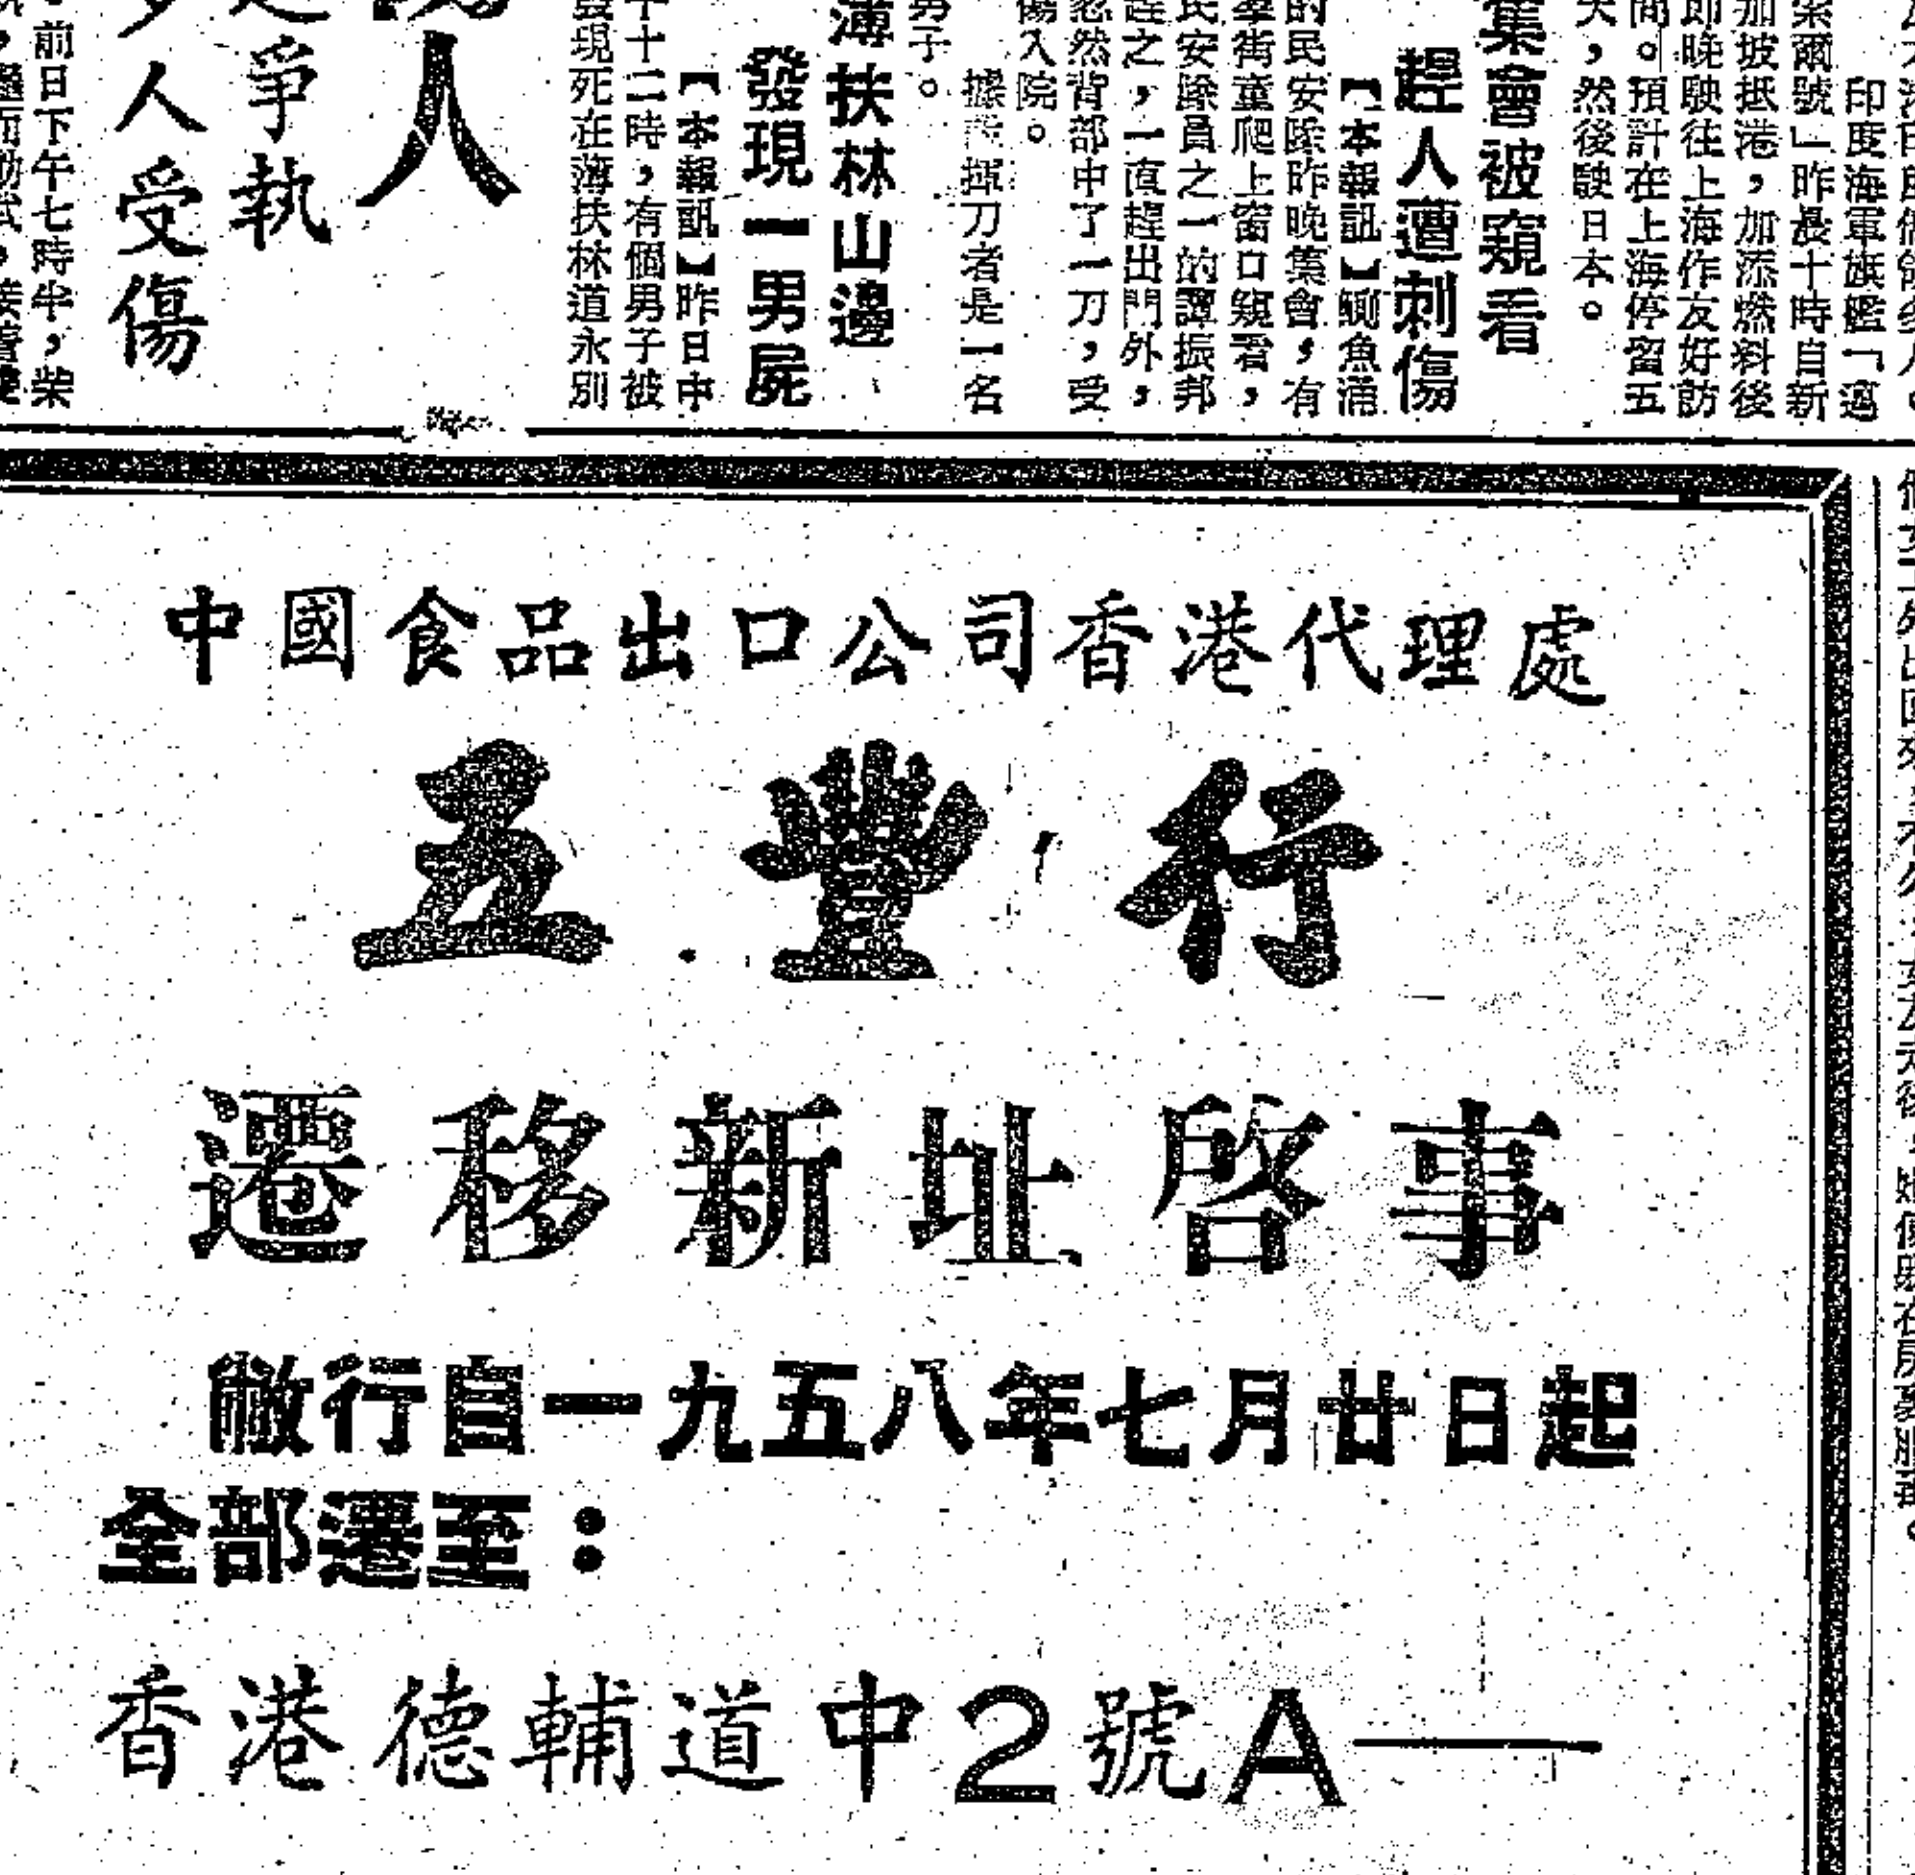 印度海軍旗艦「邁
索爾號」昨晨十時自新
加坡抵港，加添燃料後
即晚駛往上海作友好訪
問。預計在上海停留五
天，然後駛日本。
集會被窺看
趕人遭刺傷
【本報訊】鰂魚涌
的民安隊昨晚集會，有
羣街童爬上窗口窺看，
民安隊員之一的譚振邦
趕之，一直趕出門外，
忽然背部中了一刀，受
傷入院。
據說揮刀者是一名
男子。
薄扶林山邊
發現一男屍
【本報訊】昨日中
午十二時，有個男子被
發現死在薄扶林道永別
人
爭執
人受傷
前日下午七時半，柴
中國食品出口公司香港代理處
五豐行
遷移新址啓事
敝行自一九五八年七月廿日起
全部遷至：
香港德輔道中2號A